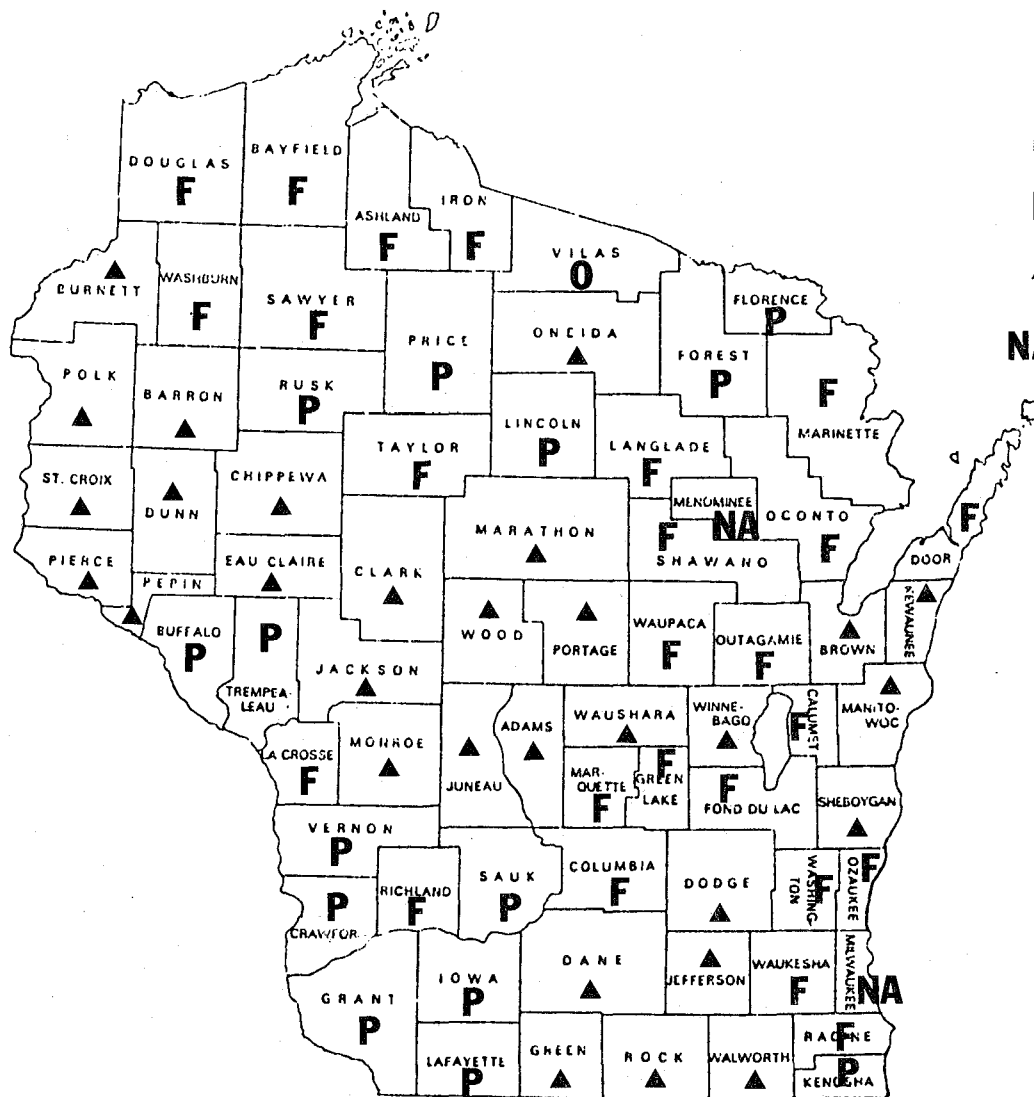 DOUGLAS
F
BAYFIELD
F
ASHLAND
F
IRON
F
VILAS
O
FLORENCE
P
BURNETT
WASHBURN
F
SAWYER
F
PRICE
P
ONEIDA
FOREST
P
F
MARINETTE
NA
POLK
BARRON
RUSK
P
TAYLOR
F
LINCOLN
P
LANGLADE
F
ST. CROIX
DUNN
CHIPPEWA
MENOMINEE
NA
OCONTO
F
MARATHON
F
SHAWANO
F
DOOR
PIERCE
PEPIN
EAU CLAIRE
CLARK
WOOD
PORTAGE
WAUPACA
F
OUTAGAMIE
F
BROWN
KEWAUNEE
BUFFALO
P
P
TREMPEA-
LEAU
JACKSON
ADAMS
WAUSHARA
WINNE-
BAGO
CALUMET
F
MANITO-
WOC
LA CROSSE
F
MONROE
JUNEAU
MAR-
QUETTE
F
F
GREEN
LAKE
F
FOND DU LAC
SHEBOYGAN
VERNON
P
RICHLAND
F
SAUK
P
COLUMBIA
F
DODGE
WASHING-
TON
F
OZAUKEE
F
P
CRAWFOR
IOWA
P
DANE
JEFFERSON
WAUKESHA
F
MILWAUKEE
NA
GRANT
P
LAFAYETTE
P
GREEN
ROCK
WALWORTH
RACINE
F
KENOSHA
P